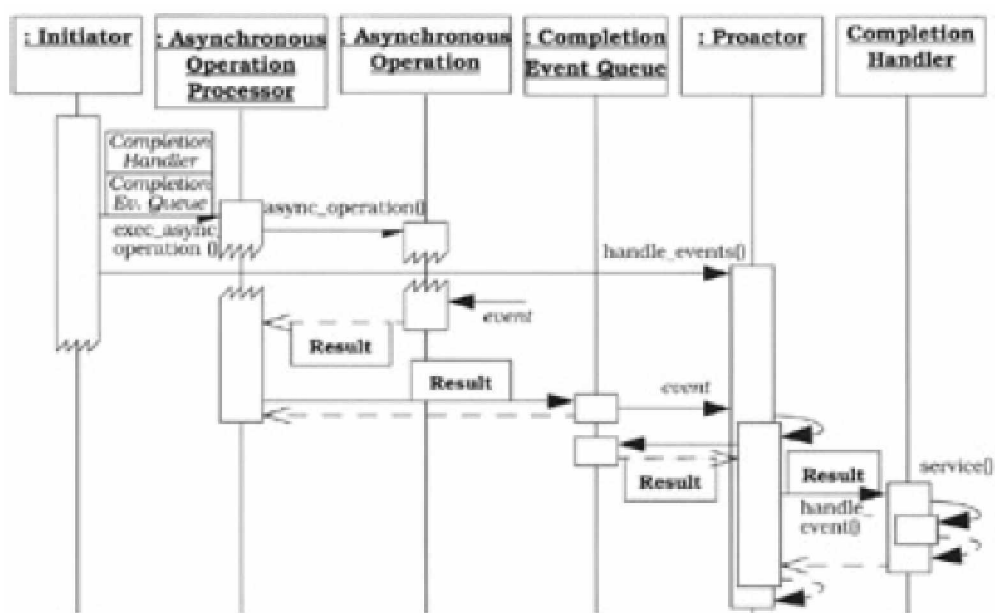 : Initiator
: Asynchronous
Operation
Processor
: Asynchronous
Operation
: Completion
Event Queue
: Proactor
Completion
Handler
Completion
Handler
Completion
Ev. Queue
exec_async_
operation ()
async_operation()
handle_events()
event
Result
Result
event
Result
Result
handle_
event()
service()